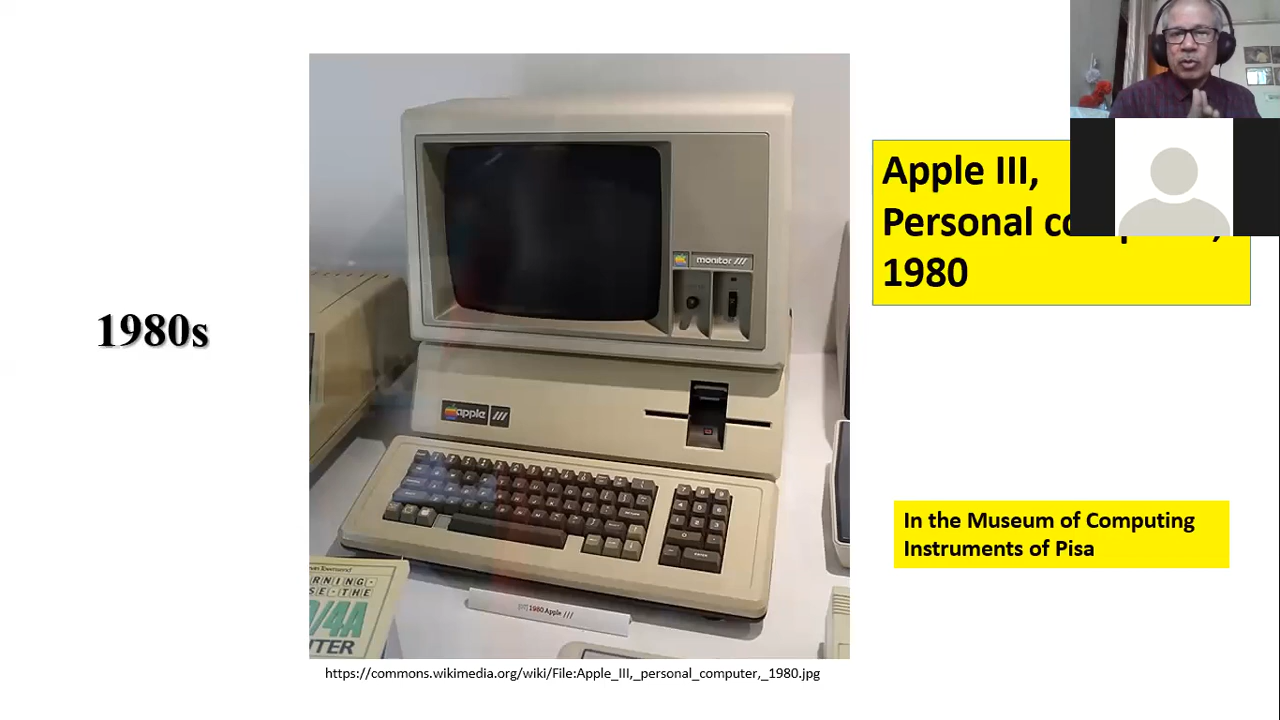 1980s
Apple III,
Personal
1980
monitor ///
apple ///
1980 Apple ///
In the Museum of Computing
Instruments of Pisa
https://commons.wikimedia.org/wiki/File:Apple_III,_personal_computer,_1980.jpg